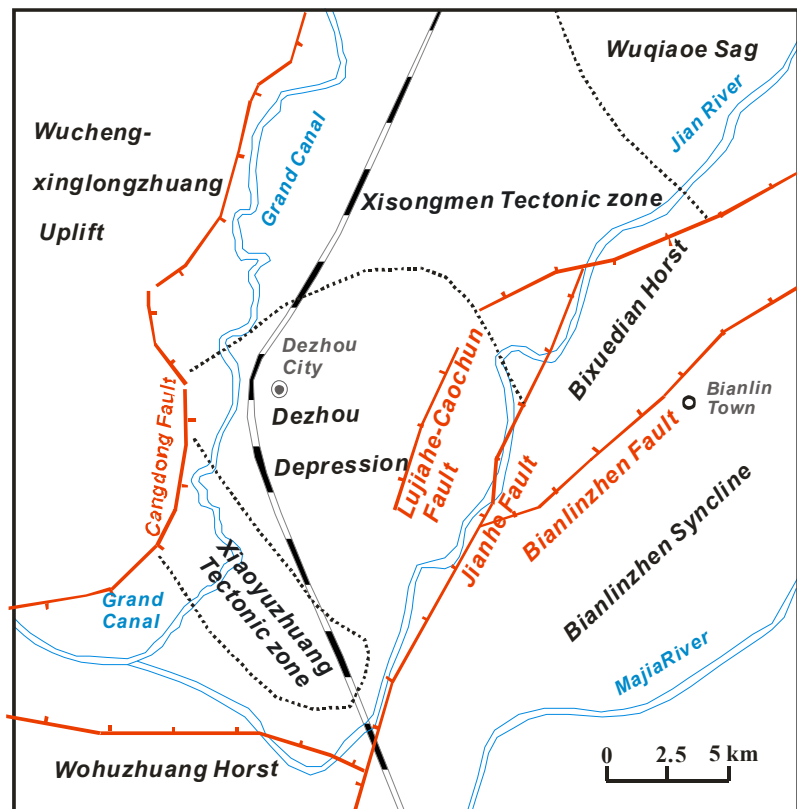 Wuqiaoe Sag
Jian River
Wucheng-
xinglongzhuang
Uplift
Grand Canal
Xisongmen Tectonic zone
Bixuedian Horst
Dezhou
City
Bianlin
Town
Dezhou
Depression
Lujiahe-Caochun
Fault
Cangdong Fault
Jianhe Fault
Bianlinzhen Fault
Bianlinzhen Syncline
Xiaoyuzhuang
Tectonic zone
Grand
Canal
MajiaRiver
Wohuzhuang Horst
0 2.5 5 km